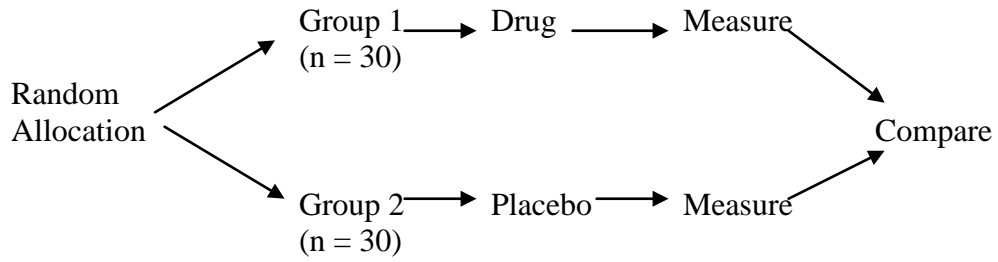 Group 1 Drug Measure
(n = 30)
Random
Allocation Compare
Group 2 Placebo Measure
(n = 30)